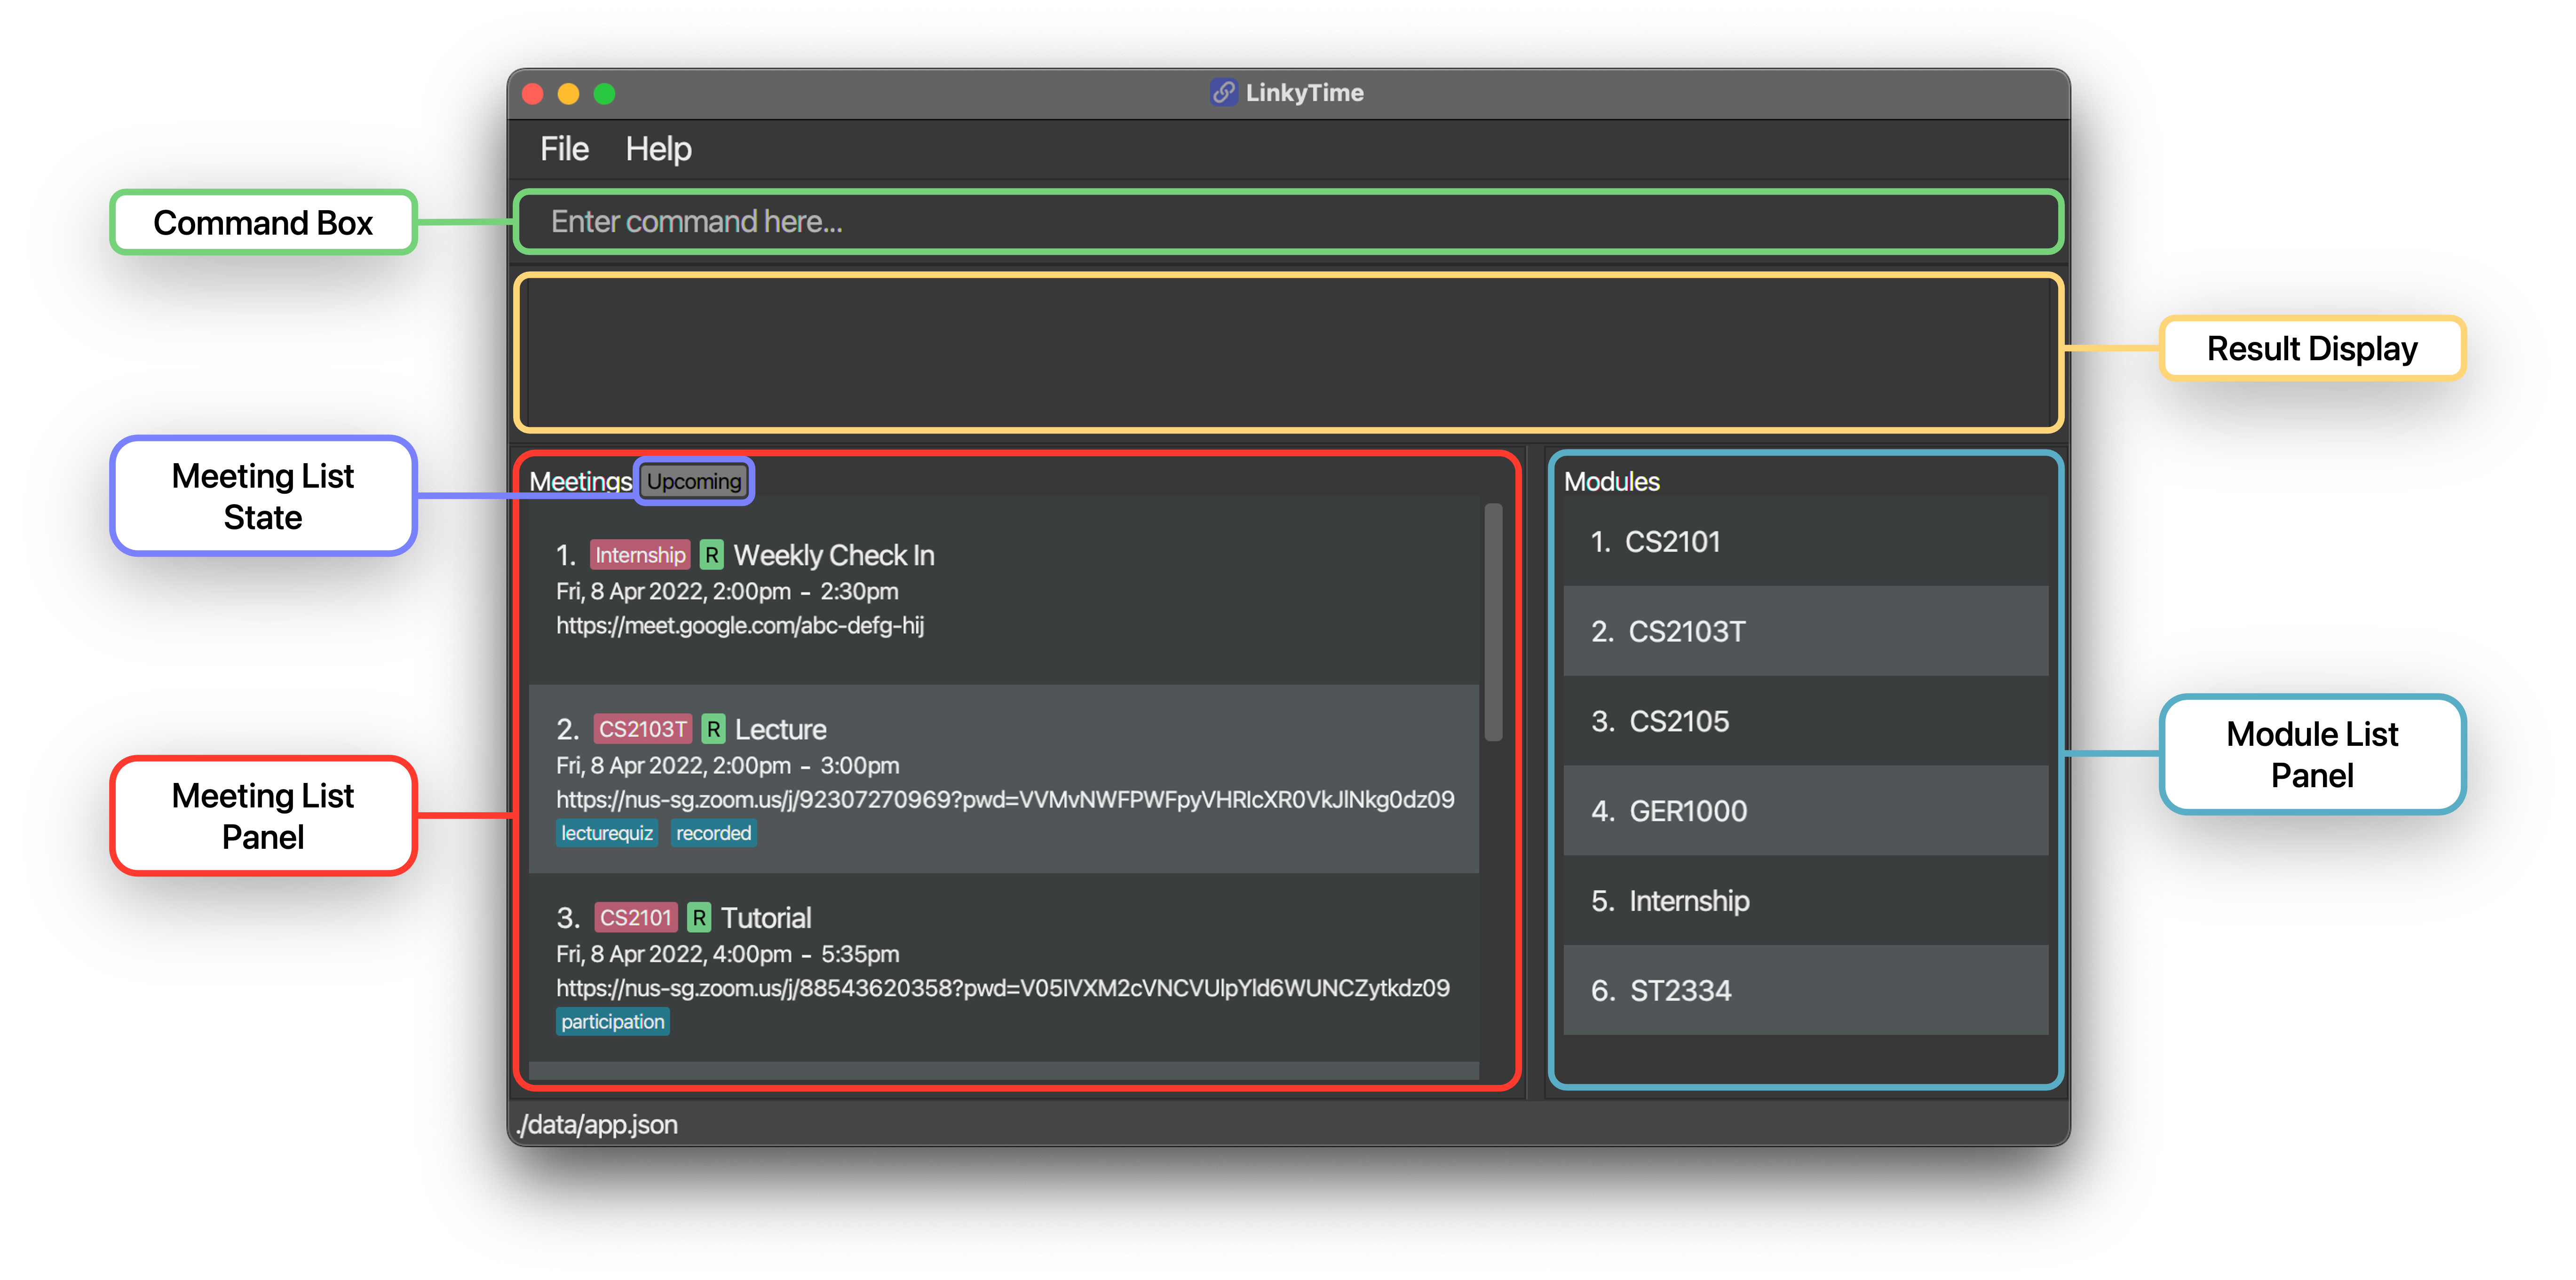 LinkyTime
File Help
Command Box
Enter command here...
Result Display
Meeting List
State
Meetings Upcoming
1. Internship R Weekly Check In
Fri, 8 Apr 2022, 2:00pm - 2:30pm
https://meet.google.com/abc-defg-hij
2. CS2103T R Lecture
Fri, 8 Apr 2022, 2:00pm - 3:00pm
https://nus-sg.zoom.us/j/92307270969?pwd=VVMvNWFPWFpyVHRlcXR0VkJlNkg0dz09
lecturequiz recorded
3. CS2101 R Tutorial
Fri, 8 Apr 2022, 4:00pm - 5:35pm
https://nus-sg.zoom.us/j/88543620358?pwd=V05IVXM2cVNCVUlpYld6WUNCZytkdz09
participation
Meeting List
Panel
Modules
1. CS2101
2. CS2103T
3. CS2105
4. GER1000
5. Internship
6. ST2334
Module List
Panel
./data/app.json